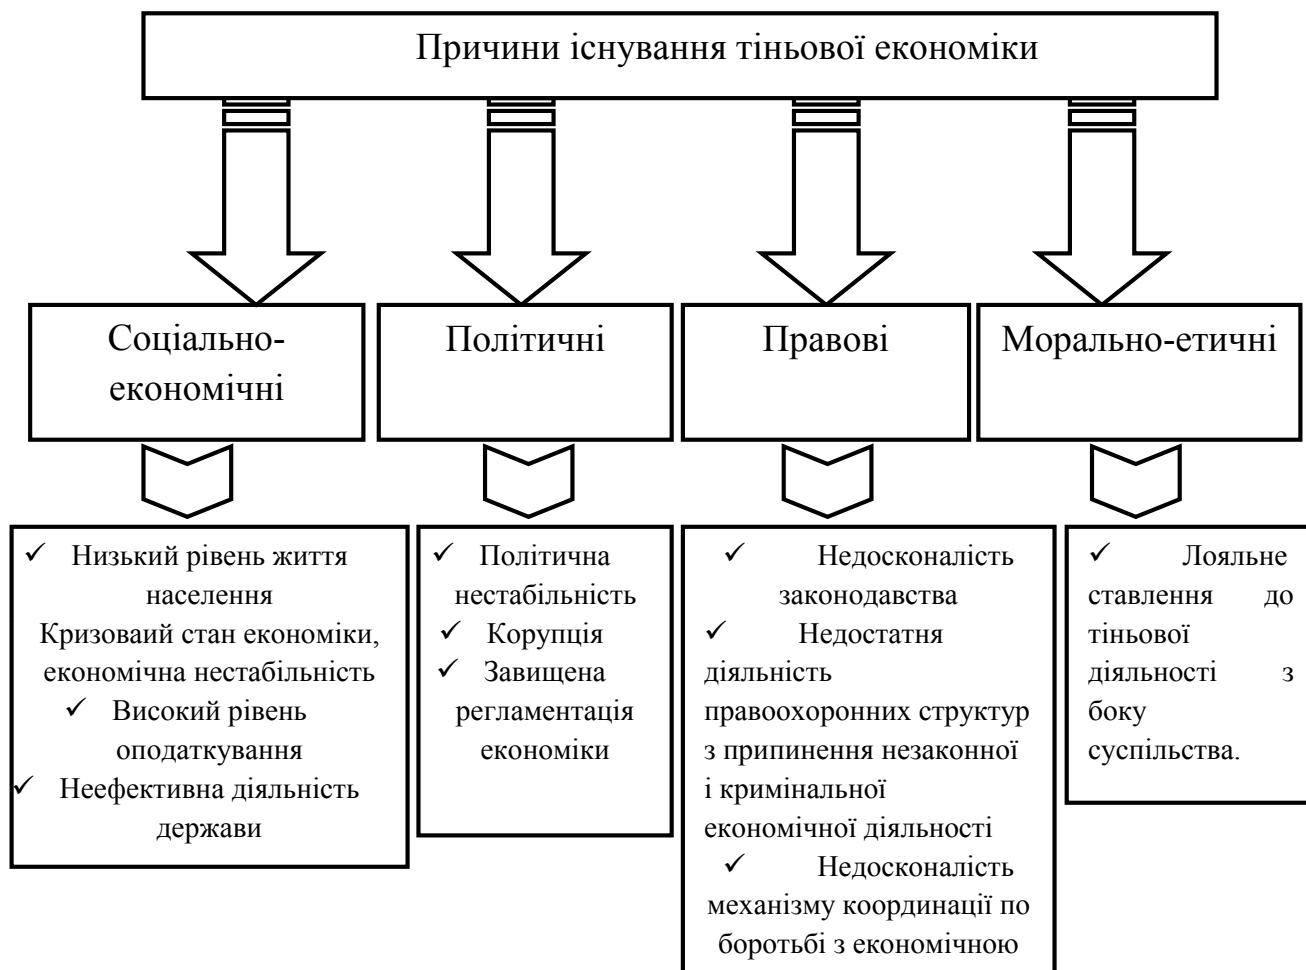 Причини існування тіньової економіки
Соціально-
економічні
Політичні
Правові
Морально-етичні
✓ Низький рівень життя
населення
Кризоваий стан економіки,
економічна нестабільність
✓ Високий рівень
оподаткування
✓ Неефективна діяльність
держави
✓ Політична
нестабільність
✓ Корупція
✓ Завищена
регламентація
економіки
✓ Недосконалість
законодавства
✓ Недостатня
діяльність
правоохоронних структур
з припинення незаконної
і кримінальної
економічної діяльності
✓ Недосконалість
механізму координації по
боротьбі з економічною
✓ Лояльне
ставлення до
тіньової
діяльності з
боку
суспільства.